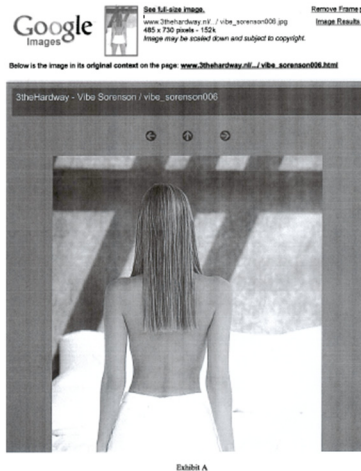 Google
Images
See full-size image.
www.3thehardway.nl/.../ vibe_sorenson006.jpg
485 x 730 pixels - 152k
Image may be scaled down and subject to copyright.
Remove Frame
Image Results
Below is the image in its original context on the page: www.3thehardway.nl/.../ vibe_sorenson006.html
3theHardway - Vibe Sorenson / vibe_sorenson006
Exhibit A